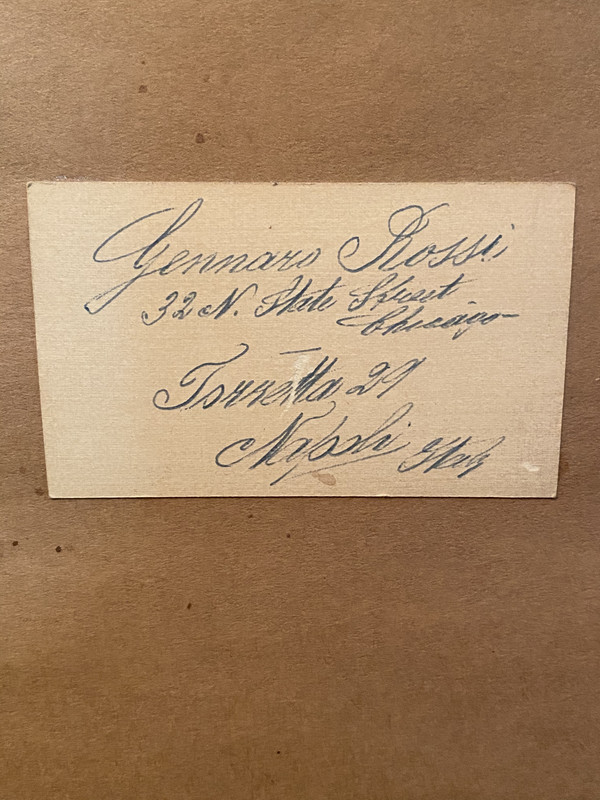 Gennaro Rossi
32 N. State Street
Chicago
Torretta 29
Napoli Italy